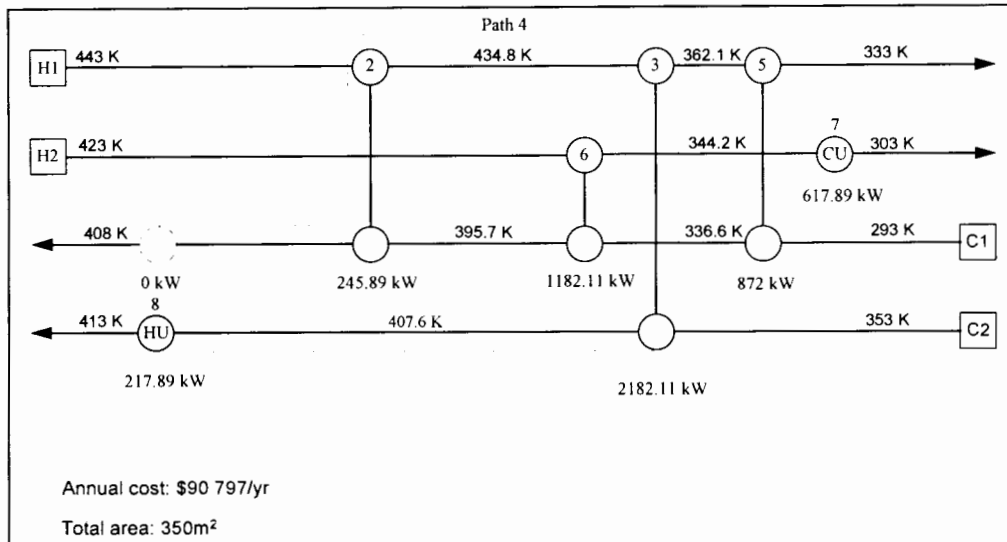 Path 4
H1 443 K 2 434.8 K 3 362.1 K 5 333 K
7
H2 423 K 6 344.2 K CU 303 K
617.89 kW
408 K 395.7 K 336.6 K 293 K C1
0 kW 245.89 kW 1182.11 kW 872 kW
8
413 K HU 407.6 K 353 K C2
217.89 kW 2182.11 kW
Annual cost: $90 797/yr
Total area: 350m²